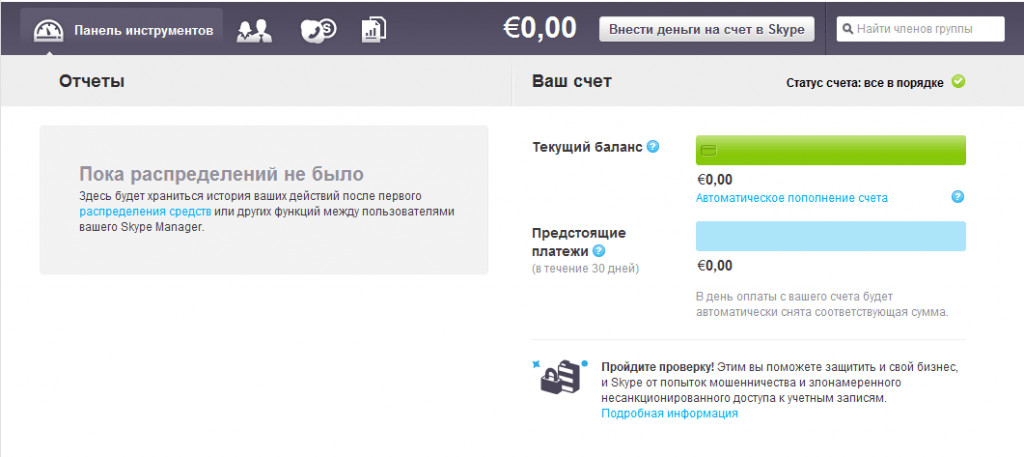 Панель инструментов
€0,00
Внести деньги на счет в Skype
Найти членов группы
Отчеты
Ваш счет
Статус счета: все в порядке
Пока распределений не было
Здесь будет храниться история ваших действий после первого
распределения средств или других функций между пользователями
вашего Skype Manager.
Текущий баланс ?
€0,00
Автоматическое пополнение счета ?
Предстоящие
платежи ?
(в течение 30 дней)
€0,00
В день оплаты с вашего счета будет
автоматически снята соответствующая сумма.
Пройдите проверку! Этим вы поможете защитить и свой бизнес,
и Skype от попыток мошенничества и злонамеренного
несанкционированного доступа к учетным записям.
Подробная информация